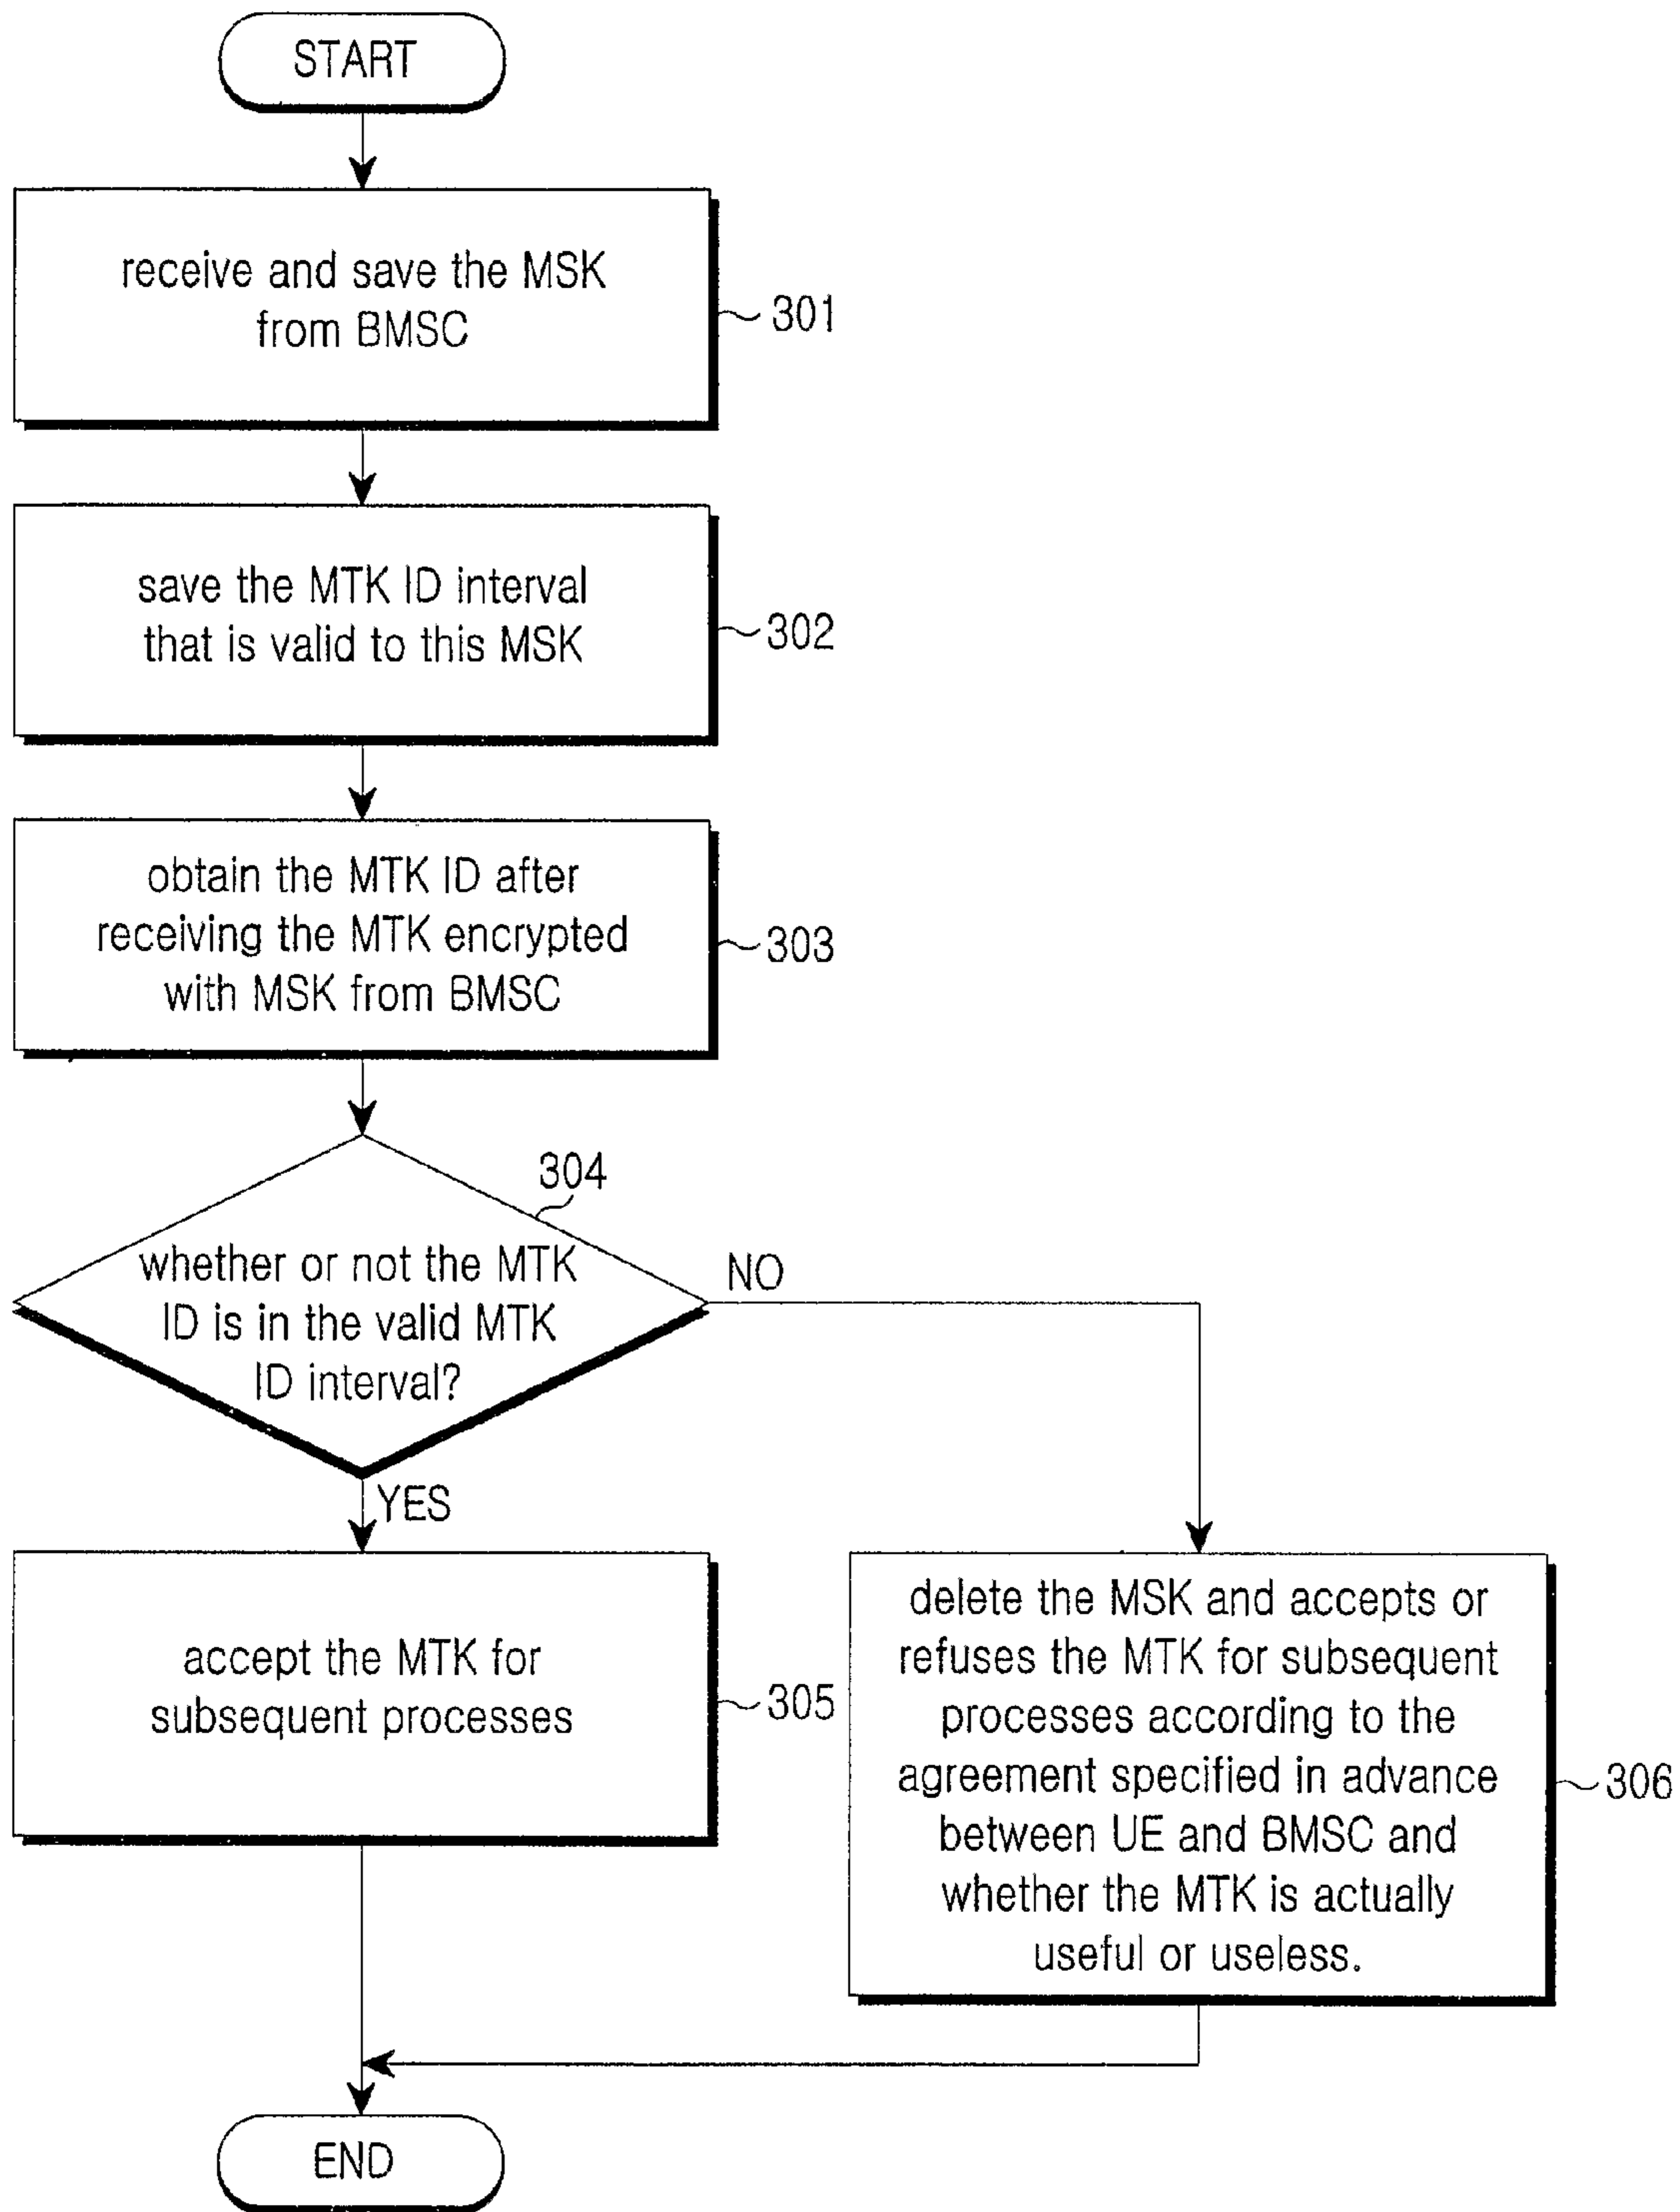 START
receive and save the MSK
from BMSC
301
save the MTK ID interval
that is valid to this MSK
302
obtain the MTK ID after
receiving the MTK encrypted
with MSK from BMSC
303
304
whether or not the MTK
ID is in the valid MTK
ID interval?
NO
YES
accept the MTK for
subsequent processes
305
delete the MSK and accepts or
refuses the MTK for subsequent
processes according to the
agreement specified in advance
between UE and BMSC and
whether the MTK is actually
useful or useless.
306
END